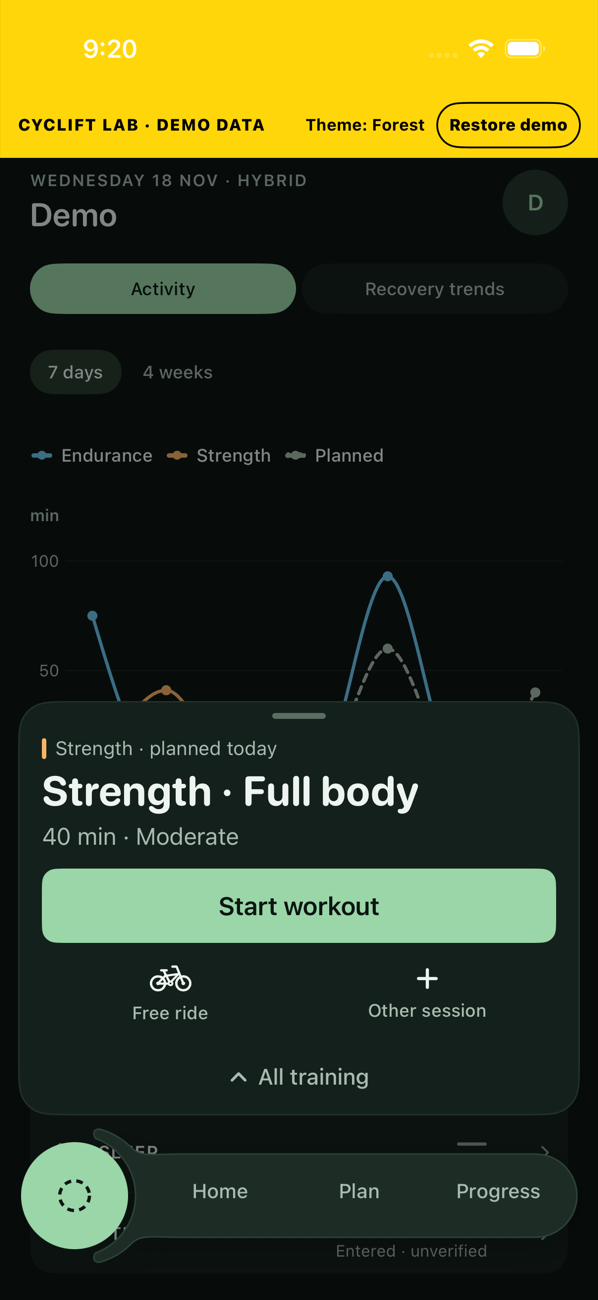 9:20
CYCLIFT LAB · DEMO DATA
Theme: Forest
Restore demo
WEDNESDAY 18 NOV · HYBRID
Demo
D
Activity
Recovery trends
7 days
4 weeks
Endurance
Strength
Planned
min
100
50
Strength · planned today
Strength · Full body
40 min · Moderate
Start workout
Free ride
Other session
All training
Home
Plan
Progress
Entered · unverified